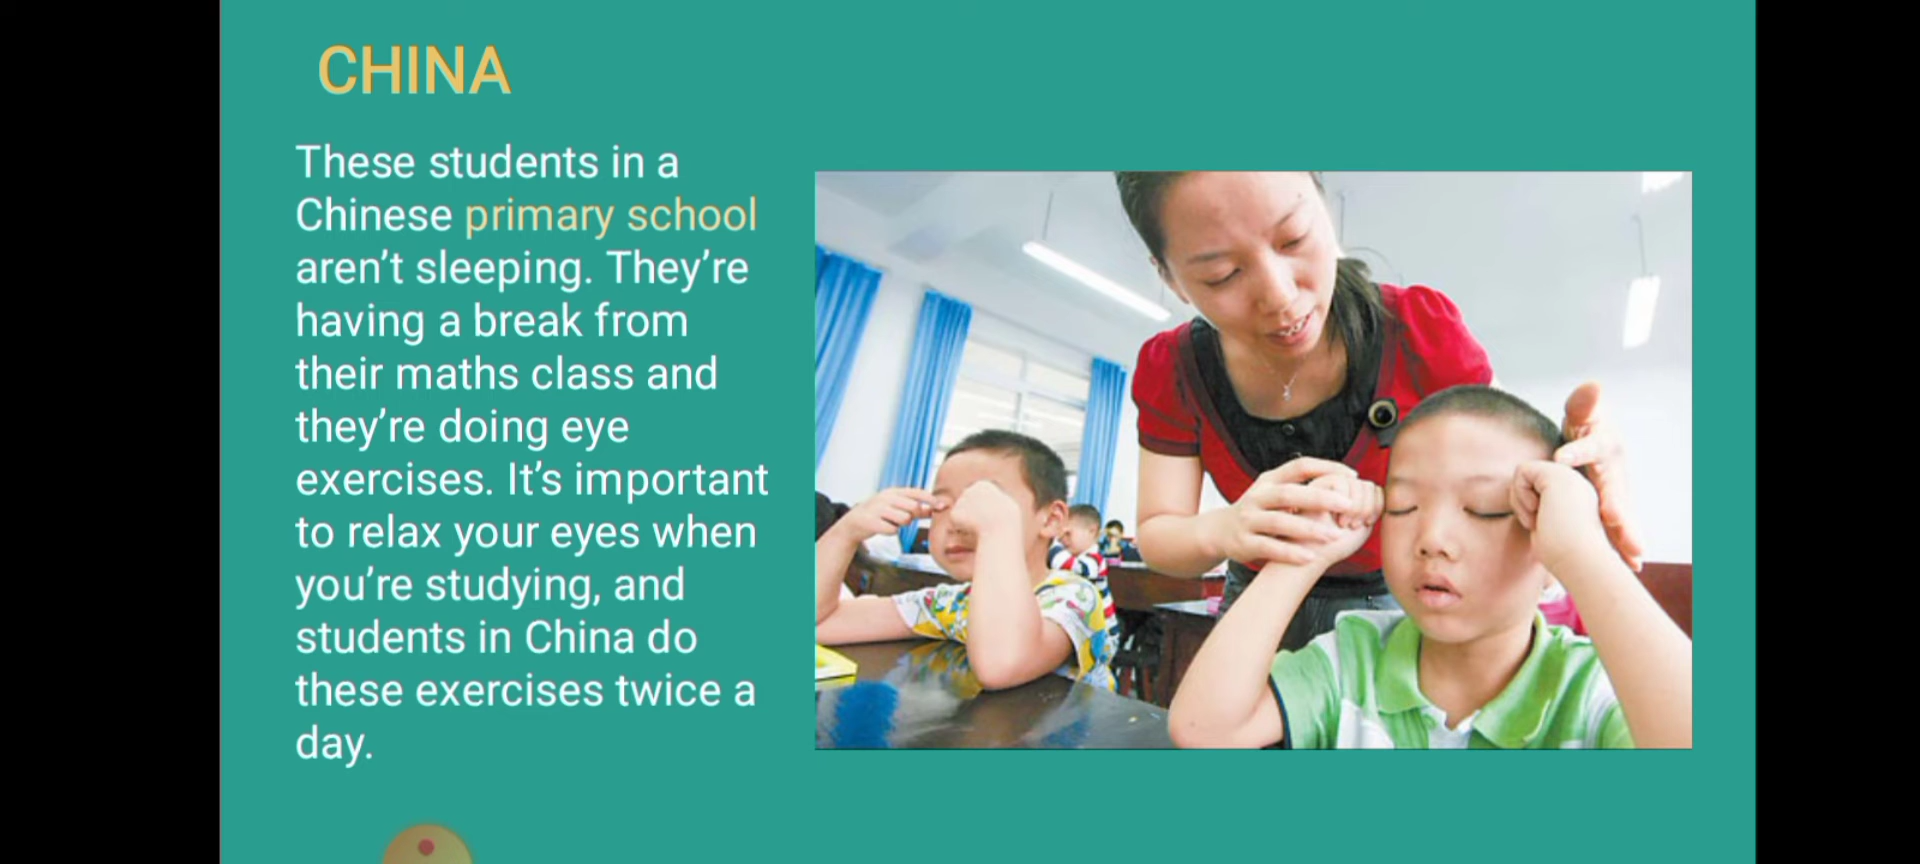 CHINA
These students in a
Chinese primary school
aren’t sleeping. They’re
having a break from
their maths class and
they’re doing eye
exercises. It’s important
to relax your eyes when
you’re studying, and
students in China do
these exercises twice a
day.